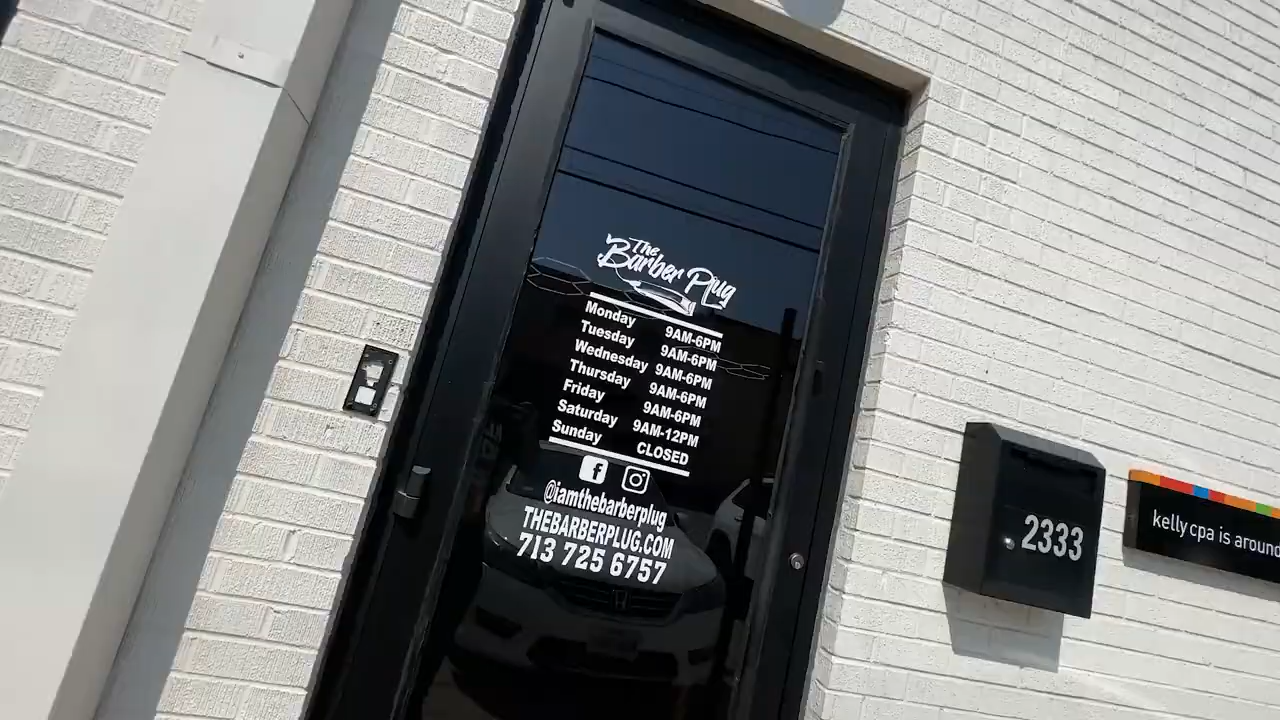 The
Barber Plug
Monday 9AM-6PM
Tuesday 9AM-6PM
Wednesday 9AM-6PM
Thursday 9AM-6PM
Friday 9AM-6PM
Saturday 9AM-12PM
Sunday CLOSED
@iamthebarberplug
THEBARBERPLUG.COM
713 725 6757
2333
kelly cpa is around